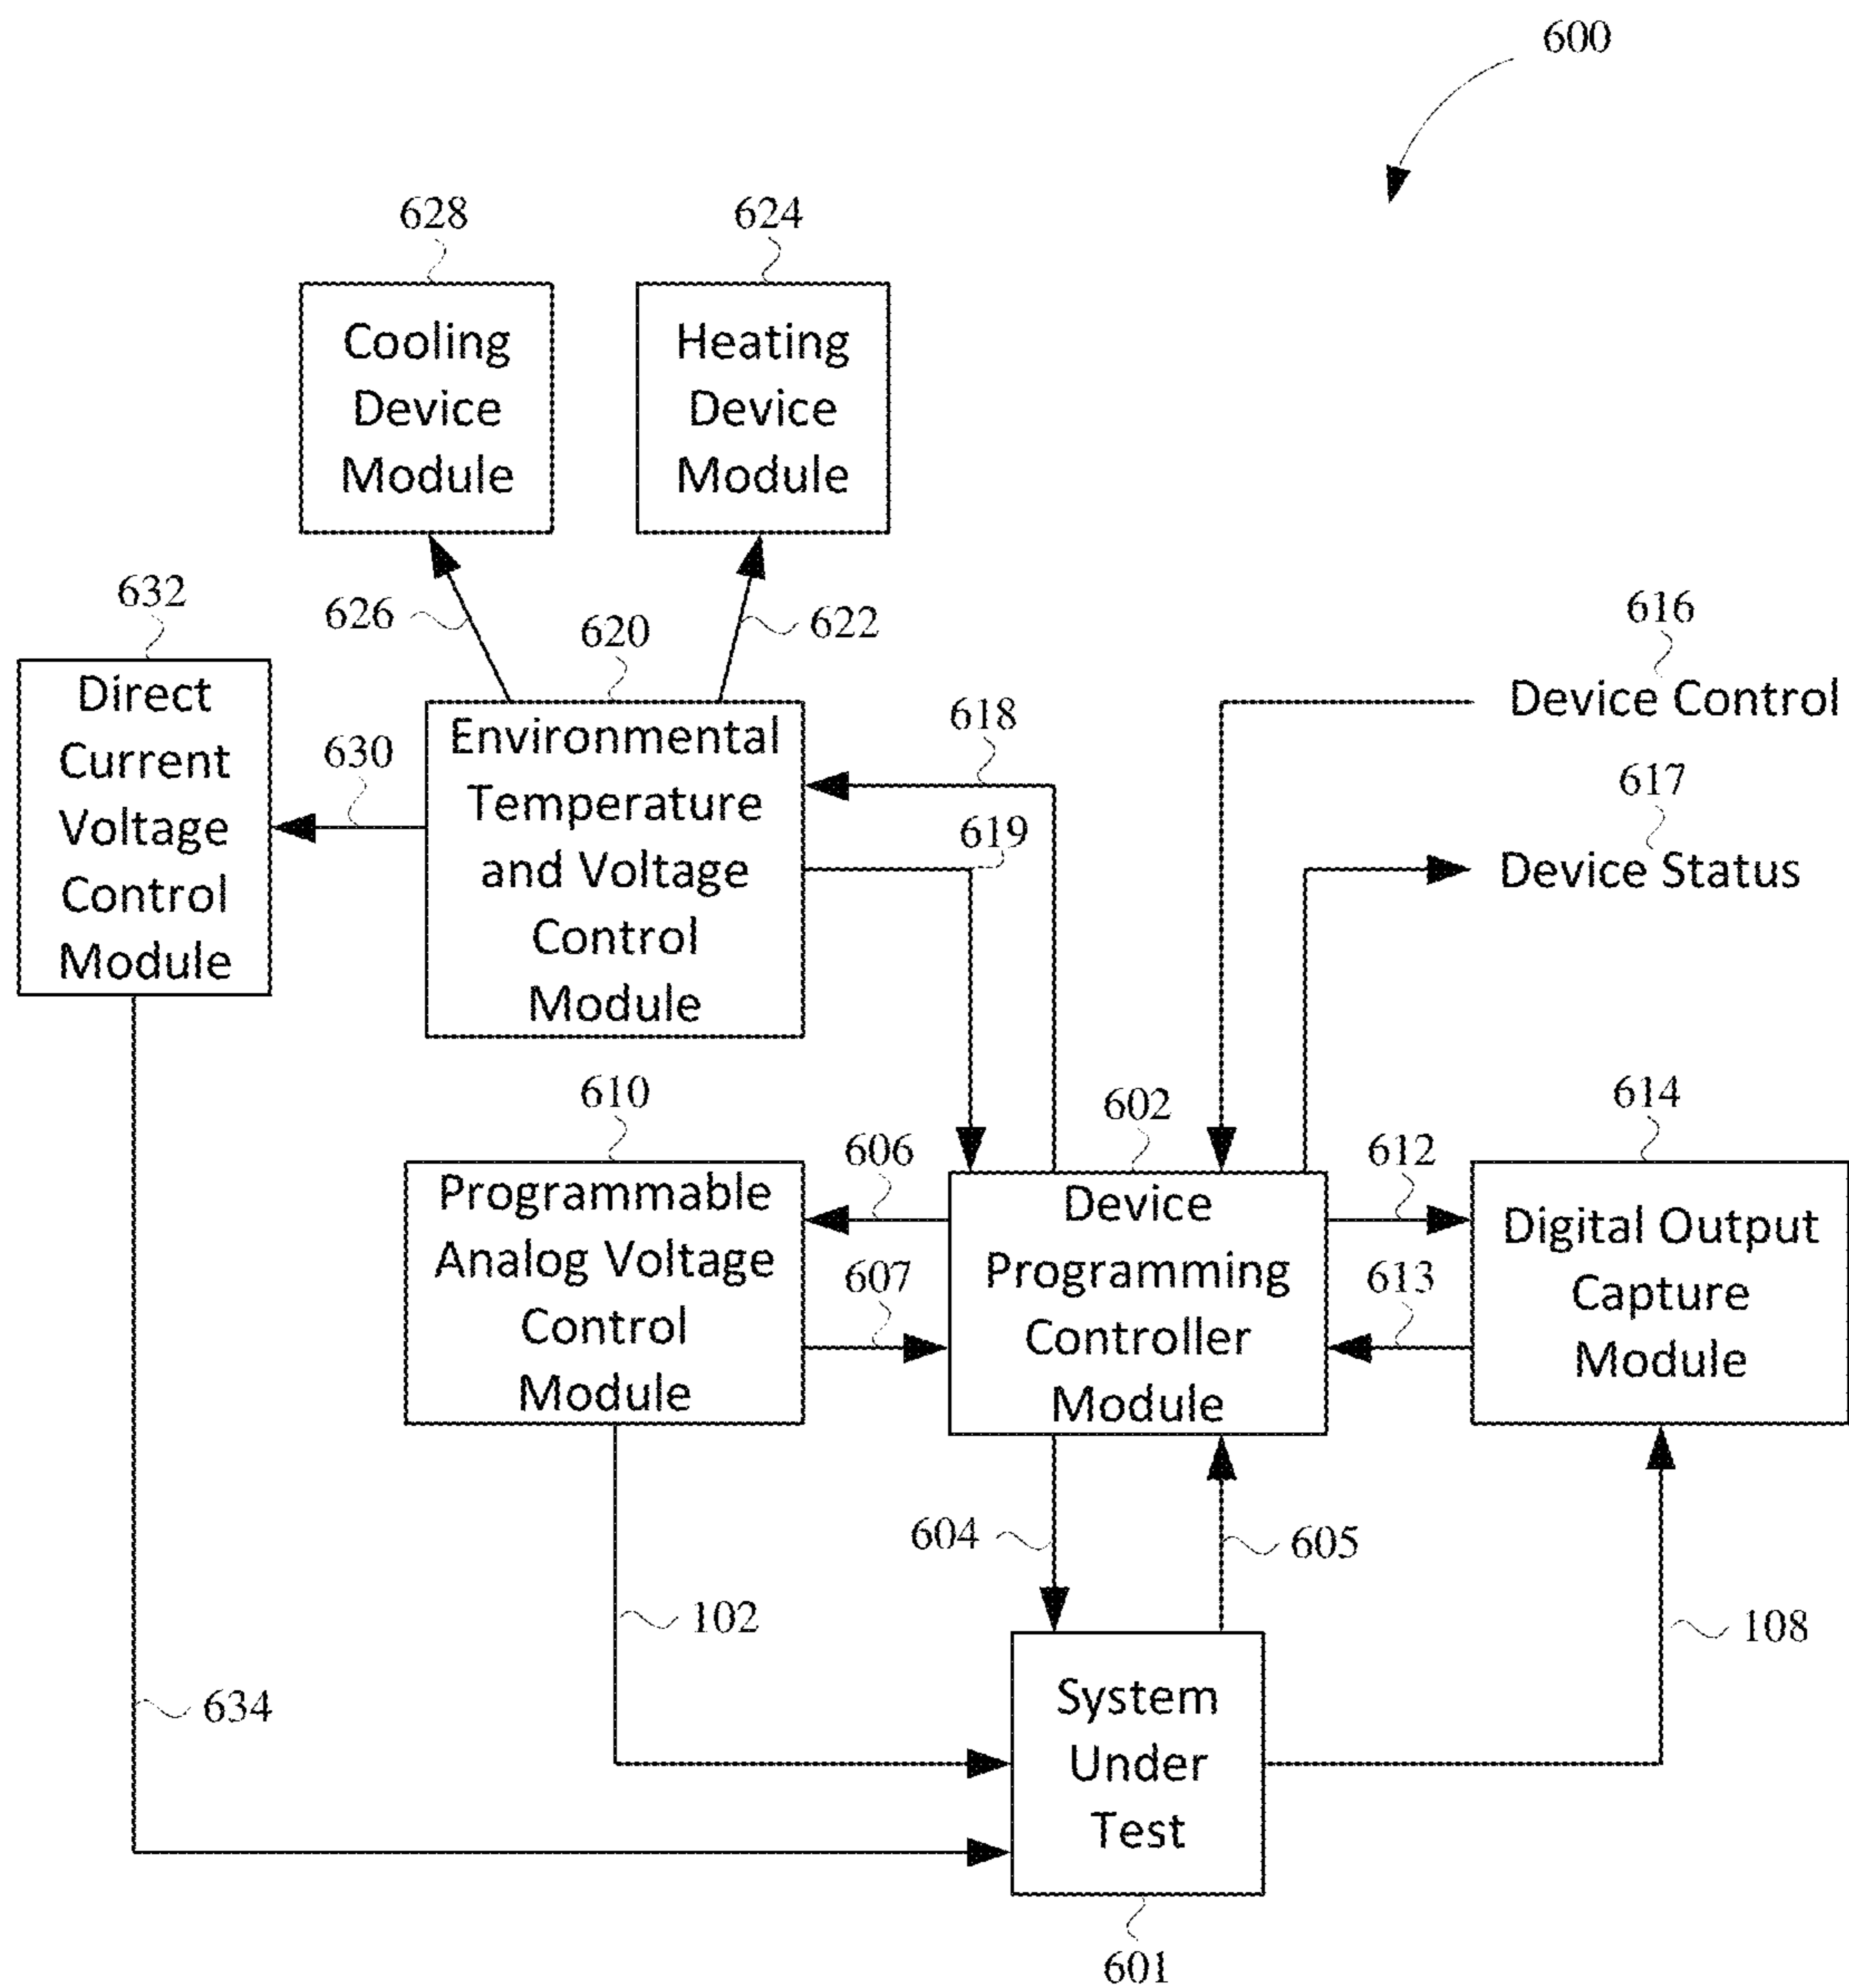 600
628
624
Cooling
Device
Module
Heating
Device
Module
632
626
620
622
616
Direct
Current
Voltage
Control
Module
630
Environmental
Temperature
and Voltage
Control
Module
618
619
Device Control
617
Device Status
610
606
602
612
614
Programmable
Analog Voltage
Control
Module
607
Device
Programming
Controller
Module
613
Digital Output
Capture
Module
604
605
102
108
634
System
Under
Test
601